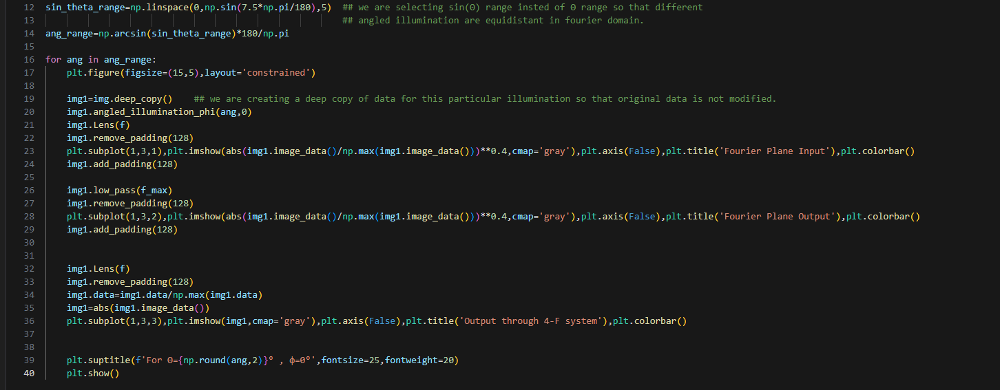 12 sin_theta_range=np.linspace(0,np.sin(7.5*np.pi/180),5)  ## we are selecting sin(Θ) range insted of Θ range so that different
13 ## angled illumination are equidistant in fourier domain.
14 ang_range=np.arcsin(sin_theta_range)*180/np.pi
15
16 for ang in ang_range:
17     plt.figure(figsize=(15,5),layout='constrained')
18
19     img1=img.deep_copy()    ## we are creating a deep copy of data for this particular illumination so that original data is not modified.
20     img1.angled_illumination_phi(ang,0)
21     img1.Lens(f)
22     img1.remove_padding(128)
23     plt.subplot(1,3,1),plt.imshow(abs(img1.image_data()/np.max(img1.image_data()))**0.4,cmap='gray'),plt.axis(False),plt.title('Fourier Plane Input'),plt.colorbar()
24     img1.add_padding(128)
25
26     img1.low_pass(f_max)
27     img1.remove_padding(128)
28     plt.subplot(1,3,2),plt.imshow(abs(img1.image_data()/np.max(img1.image_data()))**0.4,cmap='gray'),plt.axis(False),plt.title('Fourier Plane Output'),plt.colorbar()
29     img1.add_padding(128)
30
31
32     img1.Lens(f)
33     img1.remove_padding(128)
34     img1.data=img1.data/np.max(img1.data)
35     img1=abs(img1.image_data())
36     plt.subplot(1,3,3),plt.imshow(img1,cmap='gray'),plt.axis(False),plt.title('Output through 4-F system'),plt.colorbar()
37
38
39     plt.suptitle(f'For Θ={np.round(ang,2)}° , ϕ=0°',fontsize=25,fontweight=20)
40     plt.show()